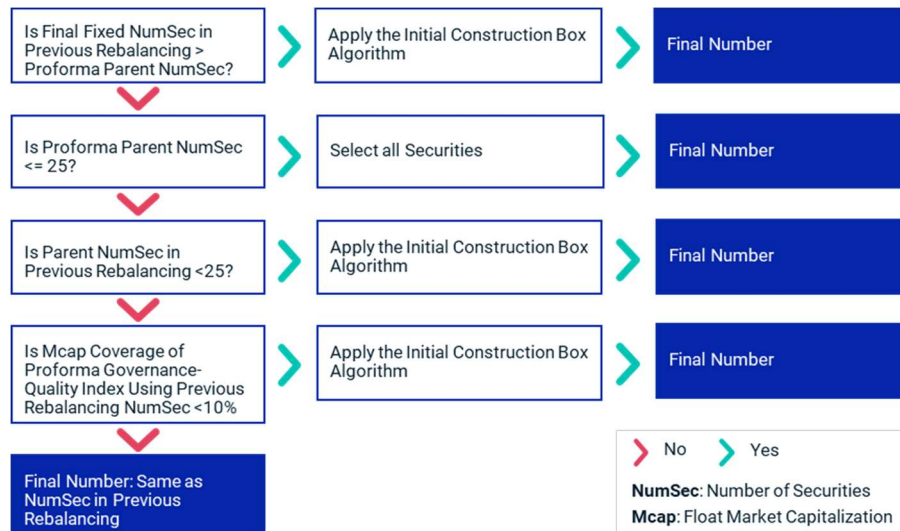 Is Final Fixed NumSec in
Previous Rebalancing >
Proforma Parent NumSec?
Apply the Initial Construction Box
Algorithm
Final Number
Is Proforma Parent NumSec
<= 25?
Select all Securities
Final Number
Is Parent NumSec in
Previous Rebalancing <25?
Apply the Initial Construction Box
Algorithm
Final Number
Is Mcap Coverage of
Proforma Governance-
Quality Index Using Previous
Rebalancing NumSec <10%
Apply the Initial Construction Box
Algorithm
Final Number
Final Number: Same as
NumSec in Previous
Rebalancing
No
Yes
NumSec: Number of Securities
Mcap: Float Market Capitalization